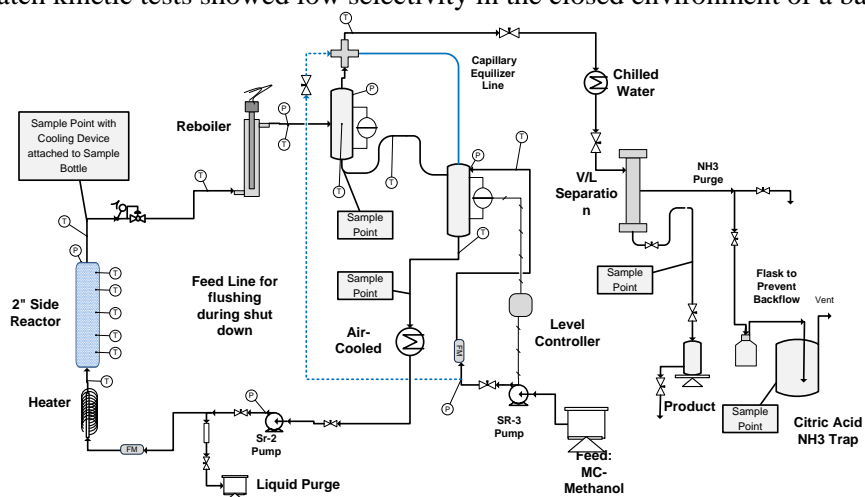 atch kinetic tests showed low selectivity in the closed environment of a ba
T
Capillary
Equilizer
Line
Chilled
Water
Sample Point with
Cooling Device
attached to Sample
Bottle
Reboiler
P
T
P
T
T
P
T
V/L
Separatio
n
NH3
Purge
T
T
P
Sample
Point
T
T
T
T
T
T
2" Side
Reactor
Feed Line for
flushing
during shut
down
Sample
Point
Sample
Point
Flask to
Prevent
Backflow
Vent
Air-
Cooled
Level
Controller
FM
Heater
T
P
P
Sr-2
Pump
SR-3
Pump
Product
Sample
Point
Citric Acid
NH3 Trap
FM
Feed:
MC-
Methanol
Liquid Purge